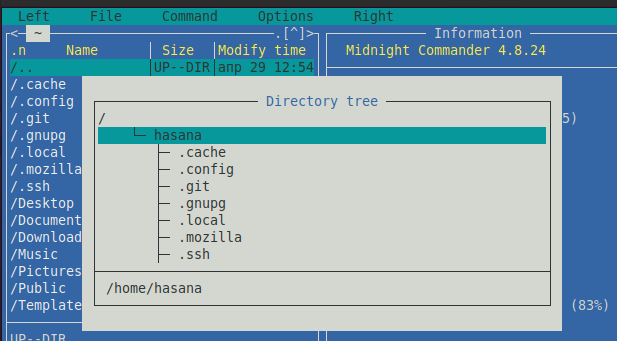 Left File Command Options Right
<─ ~ .[^]> Information
.n Name Size Modify time Midnight Commander 4.8.24
/.. UP--DIR апр 29 12:54
/.cache
/.config
/.git
/.gnupg
/.local
/.mozilla
/.ssh
/Desktop
/Document
/Download
/Music
/Pictures
/Public
/Template
UP--DIR
Directory tree
/
hasana
.cache
.config
.git
.gnupg
.local
.mozilla
.ssh
/home/hasana
5)
(83%)